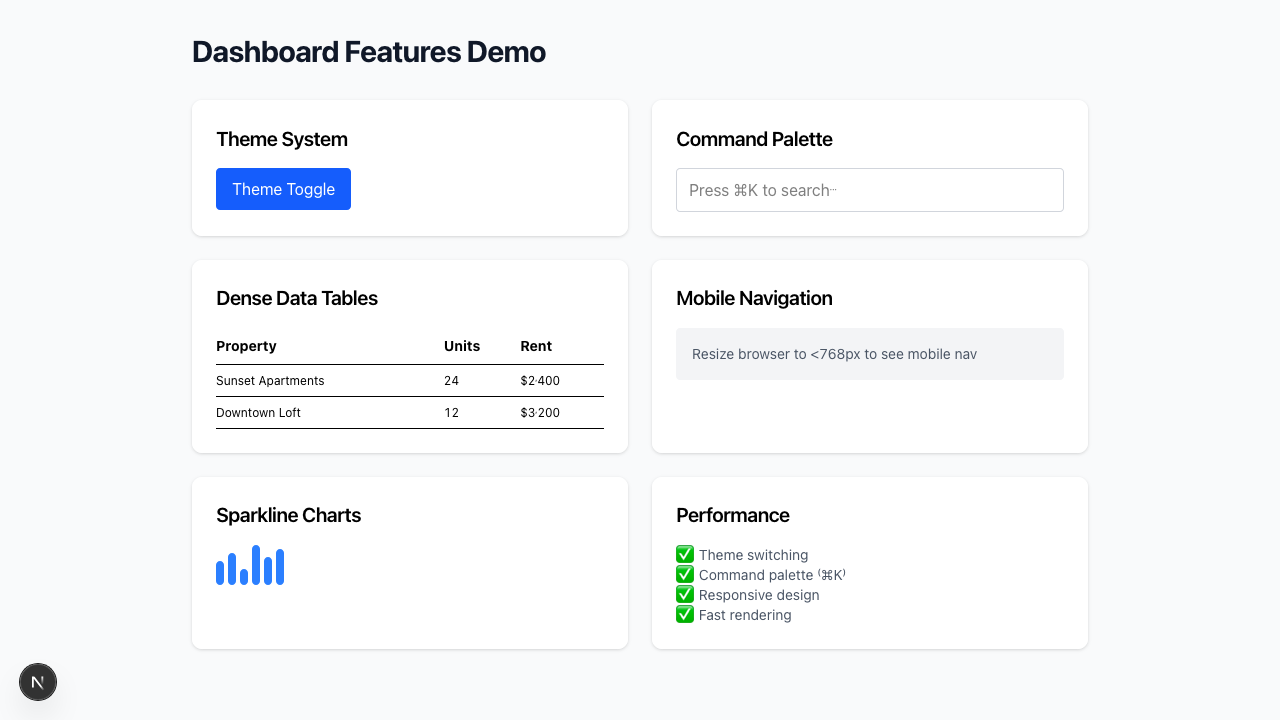 Dashboard Features Demo
Theme System
Theme Toggle
Command Palette
Press ⌘K to search...
Dense Data Tables
Property Units Rent
Sunset Apartments 24 $2,400
Downtown Loft 12 $3,200
Mobile Navigation
Resize browser to <768px to see mobile nav
Sparkline Charts
Performance
✅ Theme switching
✅ Command palette (⌘K)
✅ Responsive design
✅ Fast rendering
N